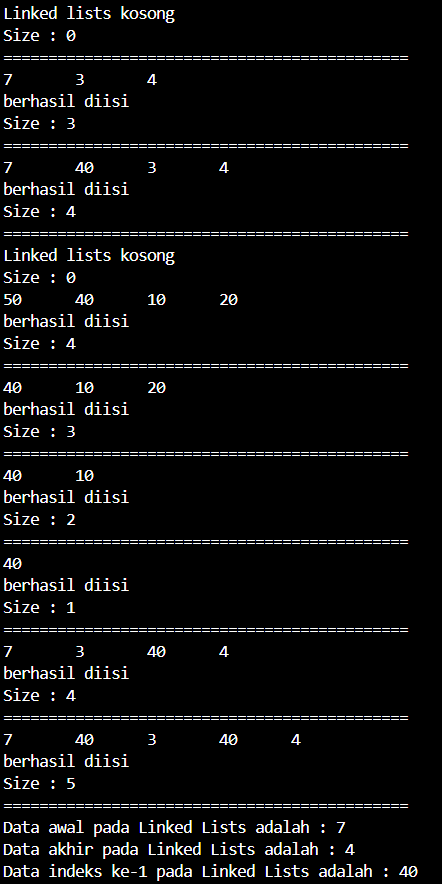 Linked lists kosong
Size : 0
=============================================
7	3	4
berhasil diisi
Size : 3
=============================================
7	40	3	4
berhasil diisi
Size : 4
=============================================
Linked lists kosong
Size : 0
50	40	10	20
berhasil diisi
Size : 4
=============================================
40	10	20
berhasil diisi
Size : 3
=============================================
40	10
berhasil diisi
Size : 2
=============================================
40
berhasil diisi
Size : 1
=============================================
7	3	40	4
berhasil diisi
Size : 4
=============================================
7	40	3	40	4
berhasil diisi
Size : 5
=============================================
Data awal pada Linked Lists adalah : 7
Data akhir pada Linked Lists adalah : 4
Data indeks ke-1 pada Linked Lists adalah : 40